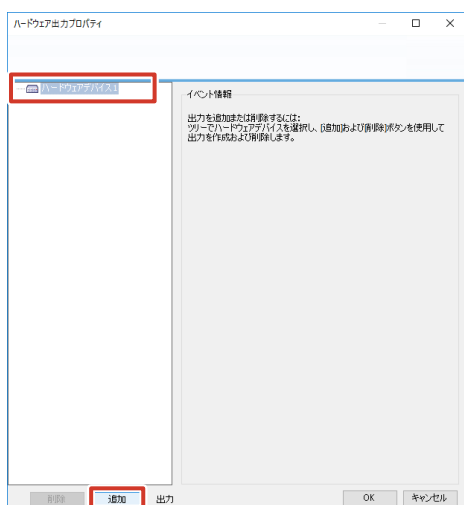 ハードウェア出力プロパティ
ハードウェアデバイス1
イベント情報
出力を追加または削除するには:
ツリーでハードウェアデバイスを選択し、[追加]および[削除]ボタンを使用して
出力を作成および削除します。
削除 追加 出力 OK キャンセル